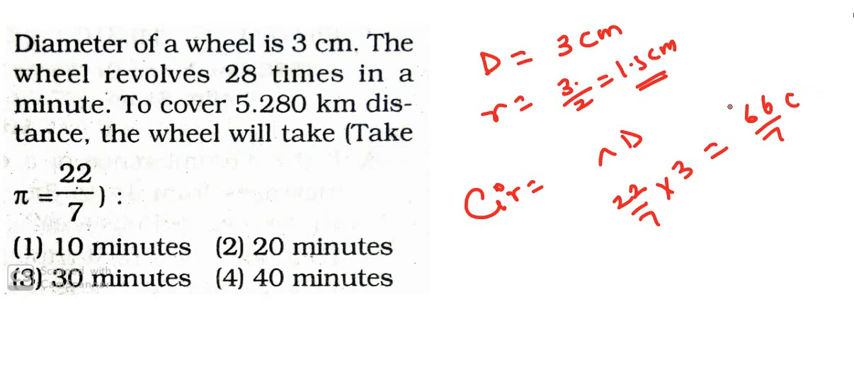 Diameter of a wheel is 3 cm. The
wheel revolves 28 times in a
minute. To cover 5.280 km dis-
tance, the wheel will take (Take
π = 22/7 ) :
(1) 10 minutes (2) 20 minutes
(3) 30 minutes (4) 40 minutes
D = 3 cm
r = 3/2 = 1.5 cm
Cir = π D
22/7 × 3 = 66/7 c